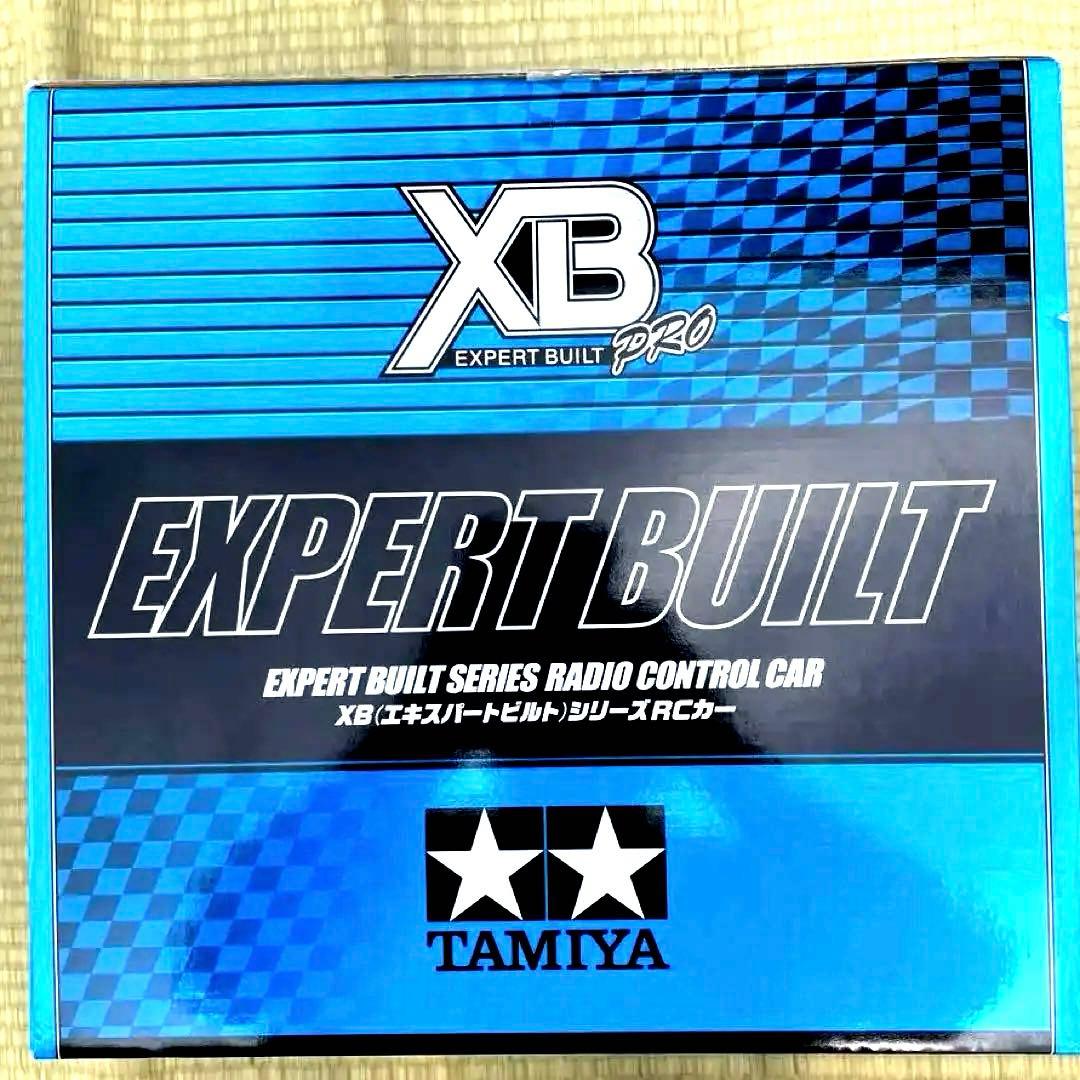 XB
EXPERT BUILT PRO
EXPERT BUILT
EXPERT BUILT SERIES RADIO CONTROL CAR
XB(エキスパートビルト)シリーズRCカー
TAMIYA